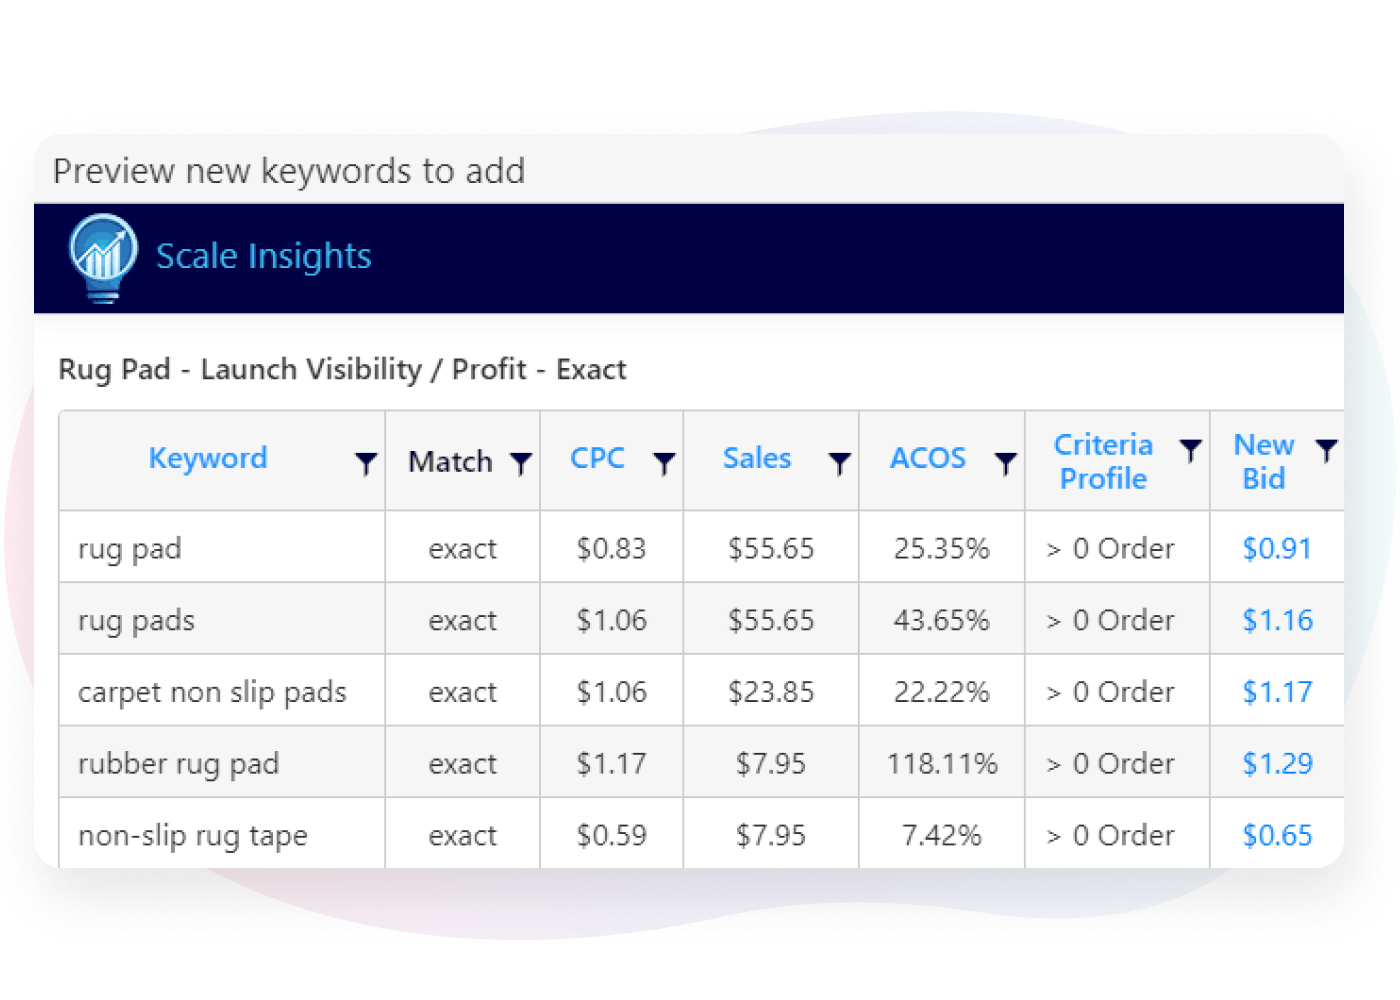 Preview new keywords to add
Scale Insights
Rug Pad - Launch Visibility / Profit - Exact
Keyword Match CPC Sales ACOS Criteria Profile New Bid
rug pad exact $0.83 $55.65 25.35% > 0 Order $0.91
rug pads exact $1.06 $55.65 43.65% > 0 Order $1.16
carpet non slip pads exact $1.06 $23.85 22.22% > 0 Order $1.17
rubber rug pad exact $1.17 $7.95 118.11% > 0 Order $1.29
non-slip rug tape exact $0.59 $7.95 7.42% > 0 Order $0.65